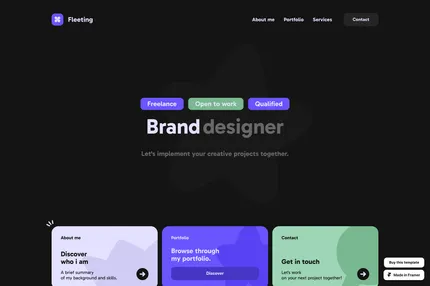 Fleeting
About me Portfolio Services Contact
Freelance Open to work Qualified
Brand designer
Let's implement your creative projects together.
About me
Discover
who i am
A brief summary
of my background and skills.
Portfolio
Browse through
my portfolio.
Discover
Contact
Get in touch
Let's work
on your next project together?
Buy this template
Made in Framer